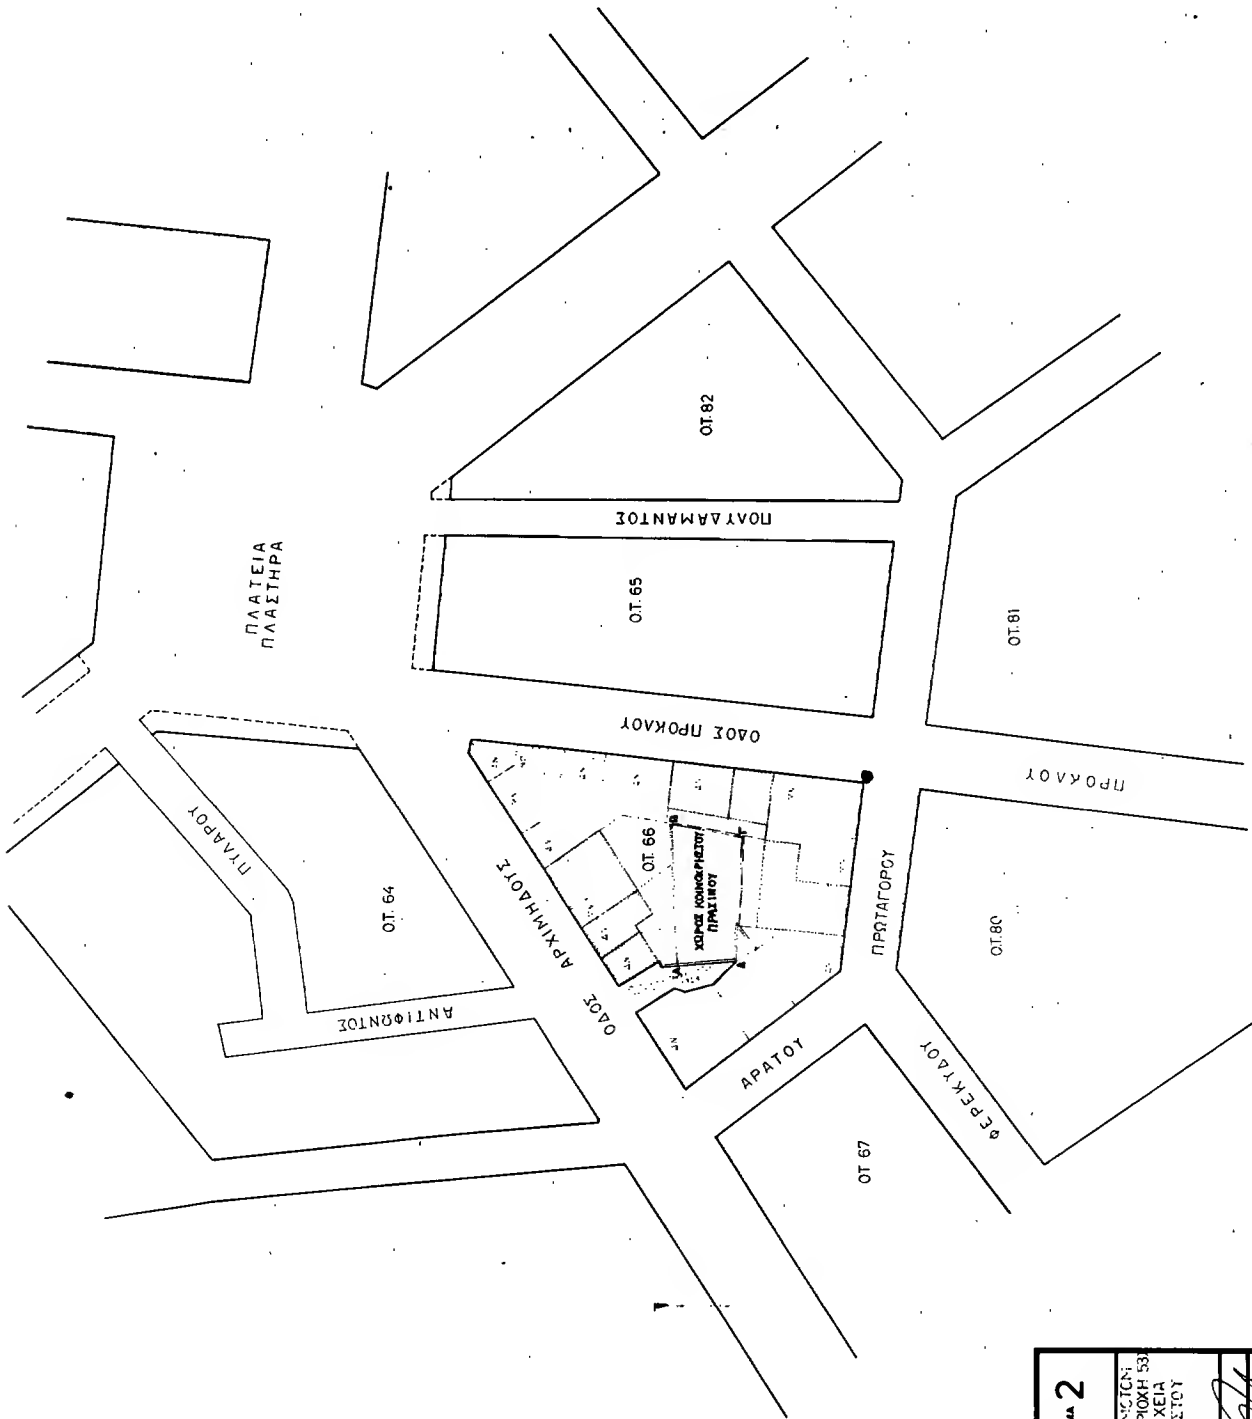 ΠΛΑΤΕΙΑ
ΠΛΑΣΤΗΡΑ
Ο.Τ. 82
ΠΟΛΥΔΑΜΑΝΤΟΣ
Ο.Τ. 65
Ο.Τ. 81
ΟΔΟΣ ΠΡΟΚΛΟΥ
ΠΡΟΚΛΟΥ
ΠΥΛΑΡΟΥ
Ο.Τ. 64
ΑΝΤΙΦΩΝΤΟΣ
ΟΔΟΣ ΑΡΧΙΜΗΔΟΥΣ
Ο.Τ. 66
ΧΩΡΟΣ ΚΟΙΝΟΧΡΗΣΤΟΥ
ΠΡΑΣΙΝΟΥ
ΠΡΩΤΑΓΟΡΟΥ
Ο.Τ. 80
ΑΡΑΤΟΥ
ΦΕΡΕΚΥΔΟΥ
ΟΤ 67
2